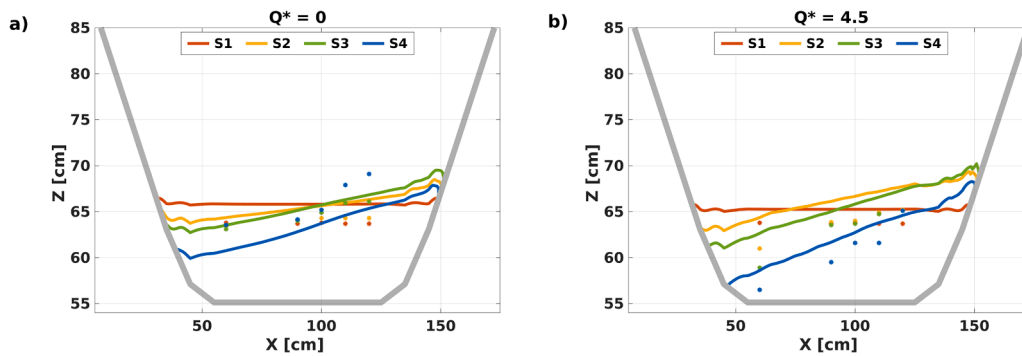 a)
Q* = 0
S1 S2 S3 S4
85
80
75
70
65
60
55
Z [cm]
50 100 150
X [cm]
b)
Q* = 4.5
S1 S2 S3 S4
85
80
75
70
65
60
55
Z [cm]
50 100 150
X [cm]